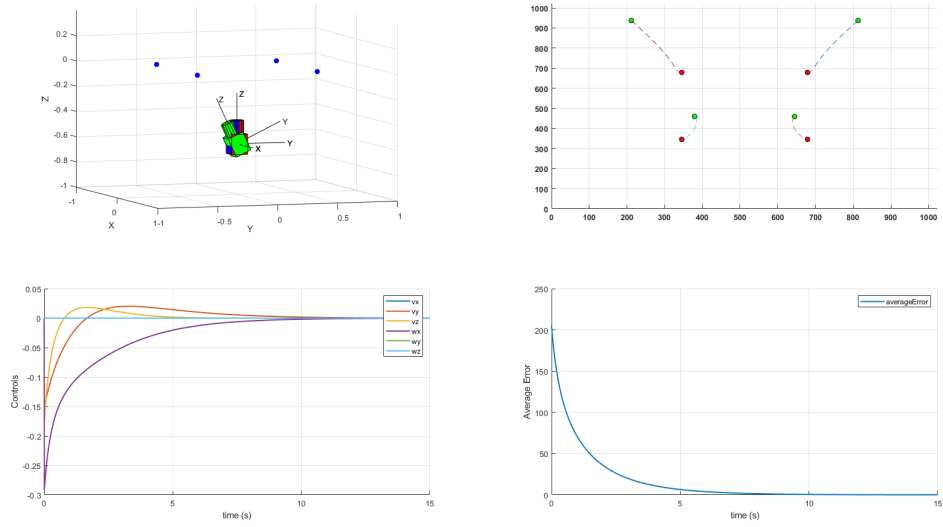 0.2
0
-0.2
-0.4
-0.6
-0.8
-1
Z
-1
0
1
X
-1
-0.5
0
0.5
1
Y
Z
Z
Y
Y
X
1000
900
800
700
600
500
400
300
200
100
0
0 100 200 300 400 500 600 700 800 900 1000
0.05
0
-0.05
-0.1
-0.15
-0.2
-0.25
-0.3
Controls
0 5 10 15
time (s)
vx
vy
vz
wx
wy
wz
250
200
150
100
50
0
Average Error
0 5 10 15
time (s)
averageError